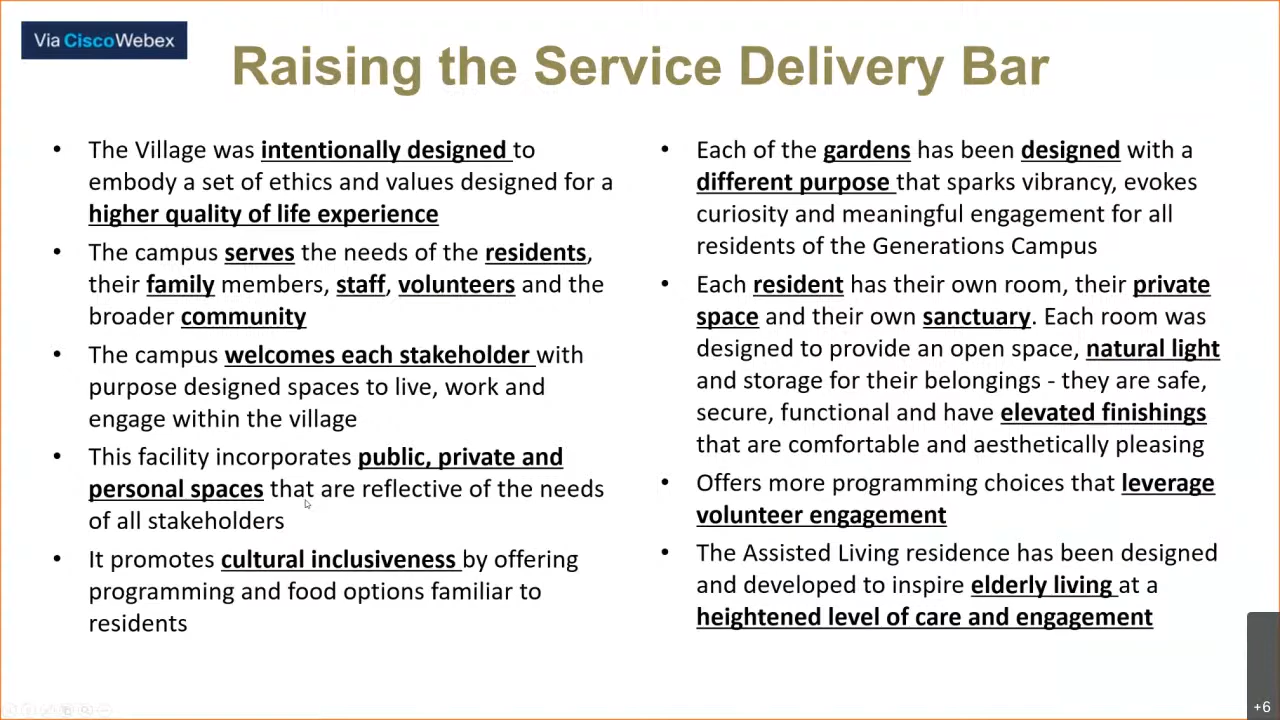 Via CiscoWebex
Raising the Service Delivery Bar
• The Village was intentionally designed to
embody a set of ethics and values designed for a
higher quality of life experience
• The campus serves the needs of the residents,
their family members, staff, volunteers and the
broader community
• The campus welcomes each stakeholder with
purpose designed spaces to live, work and
engage within the village
• This facility incorporates public, private and
personal spaces that are reflective of the needs
of all stakeholders
• It promotes cultural inclusiveness by offering
programming and food options familiar to
residents
• Each of the gardens has been designed with a
different purpose that sparks vibrancy, evokes
curiosity and meaningful engagement for all
residents of the Generations Campus
• Each resident has their own room, their private
space and their own sanctuary. Each room was
designed to provide an open space, natural light
and storage for their belongings - they are safe,
secure, functional and have elevated finishings
that are comfortable and aesthetically pleasing
• Offers more programming choices that leverage
volunteer engagement
• The Assisted Living residence has been designed
and developed to inspire elderly living at a
heightened level of care and engagement
+6